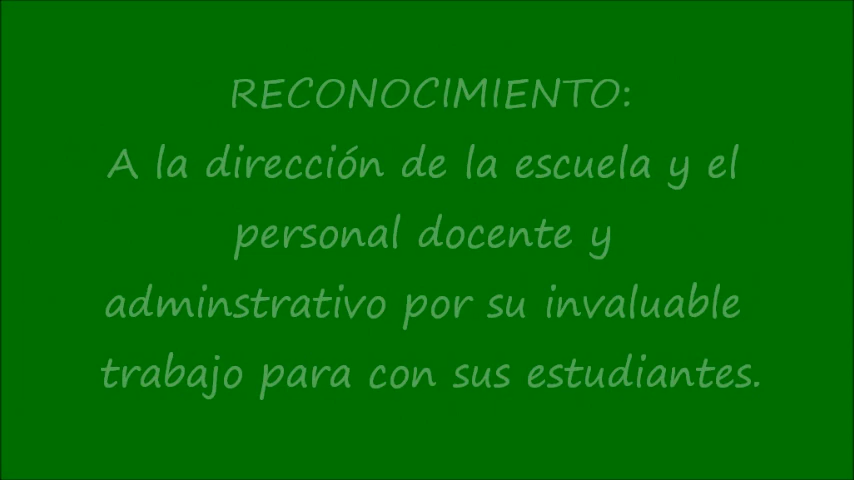 RECONOCIMIENTO:
A la dirección de la escuela y el
personal docente y
adminstrativo por su invaluable
trabajo para con sus estudiantes.